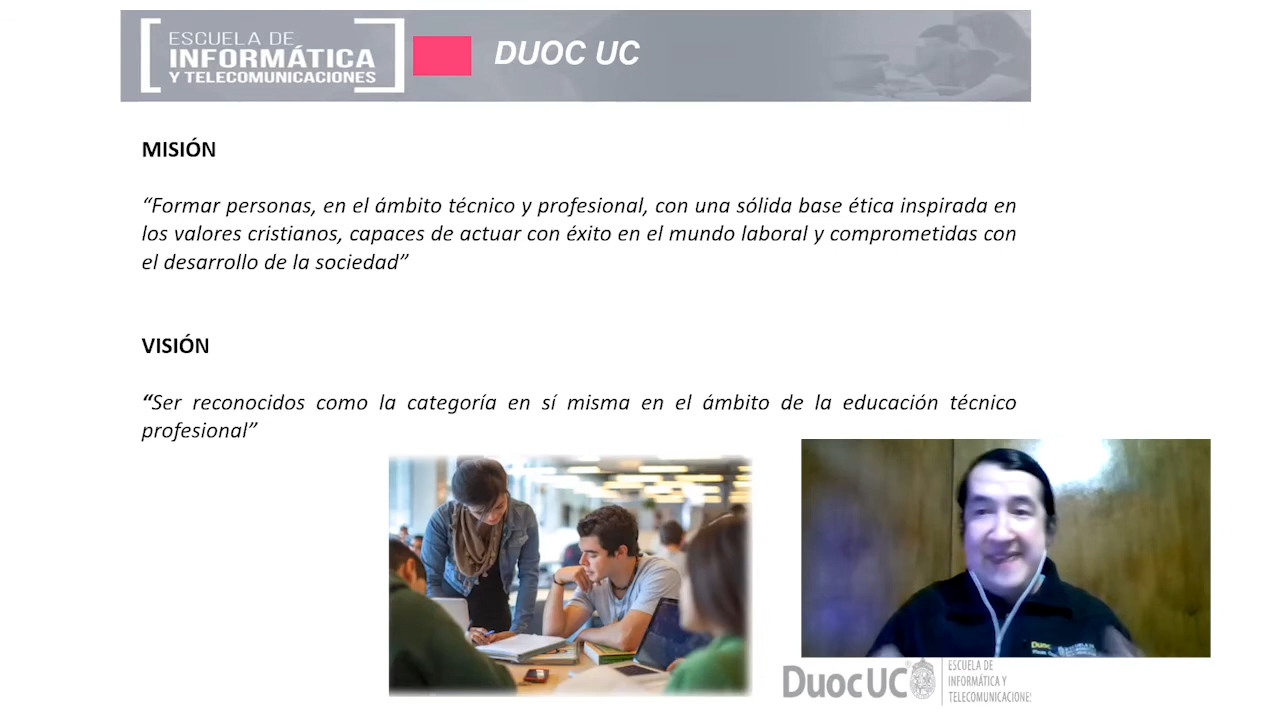 ESCUELA DE
INFORMÁTICA
Y TELECOMUNICACIONES
DUOC UC
MISIÓN
“Formar personas, en el ámbito técnico y profesional, con una sólida base ética inspirada en
los valores cristianos, capaces de actuar con éxito en el mundo laboral y comprometidas con
el desarrollo de la sociedad”
VISIÓN
“Ser reconocidos como la categoría en sí misma en el ámbito de la educación técnico
profesional”
Duoc
DuocUC®
ESCUELA DE
INFORMÁTICA Y
TELECOMUNICACIONE